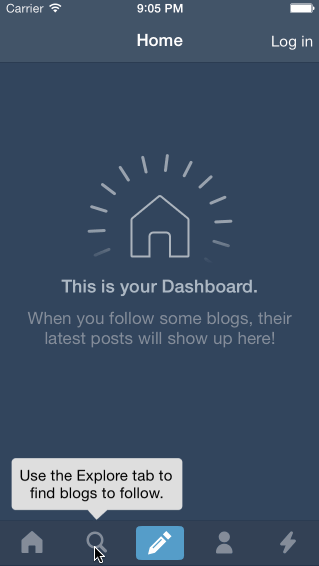 Carrier 9:05 PM
Home Log in
This is your Dashboard.
When you follow some blogs, their
latest posts will show up here!
Use the Explore tab to
find blogs to follow.